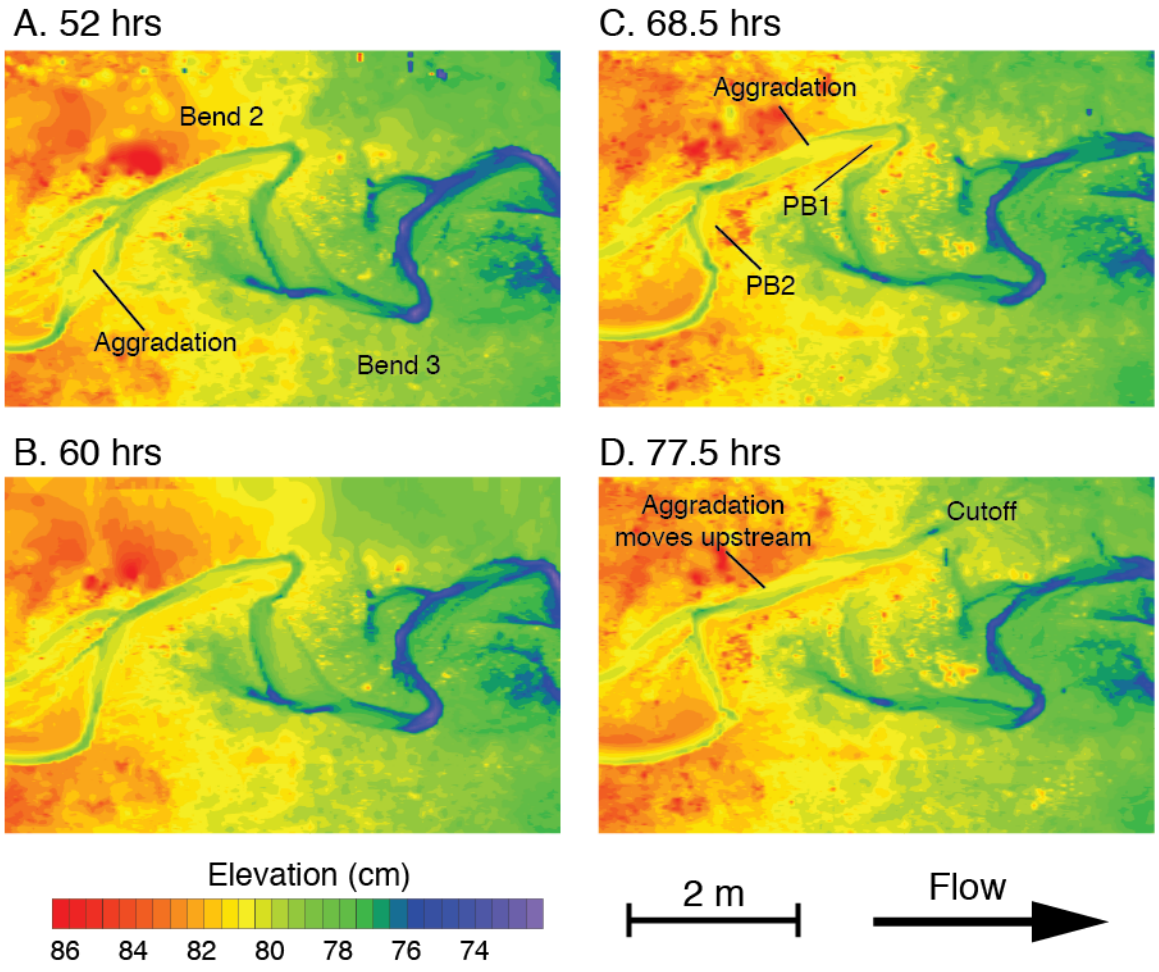 A. 52 hrs
Bend 2
Aggradation
Bend 3
C. 68.5 hrs
Aggradation
PB1
PB2
B. 60 hrs
D. 77.5 hrs
Aggradation
moves upstream
Cutoff
Elevation (cm)
86 84 82 80 78 76 74
2 m
Flow